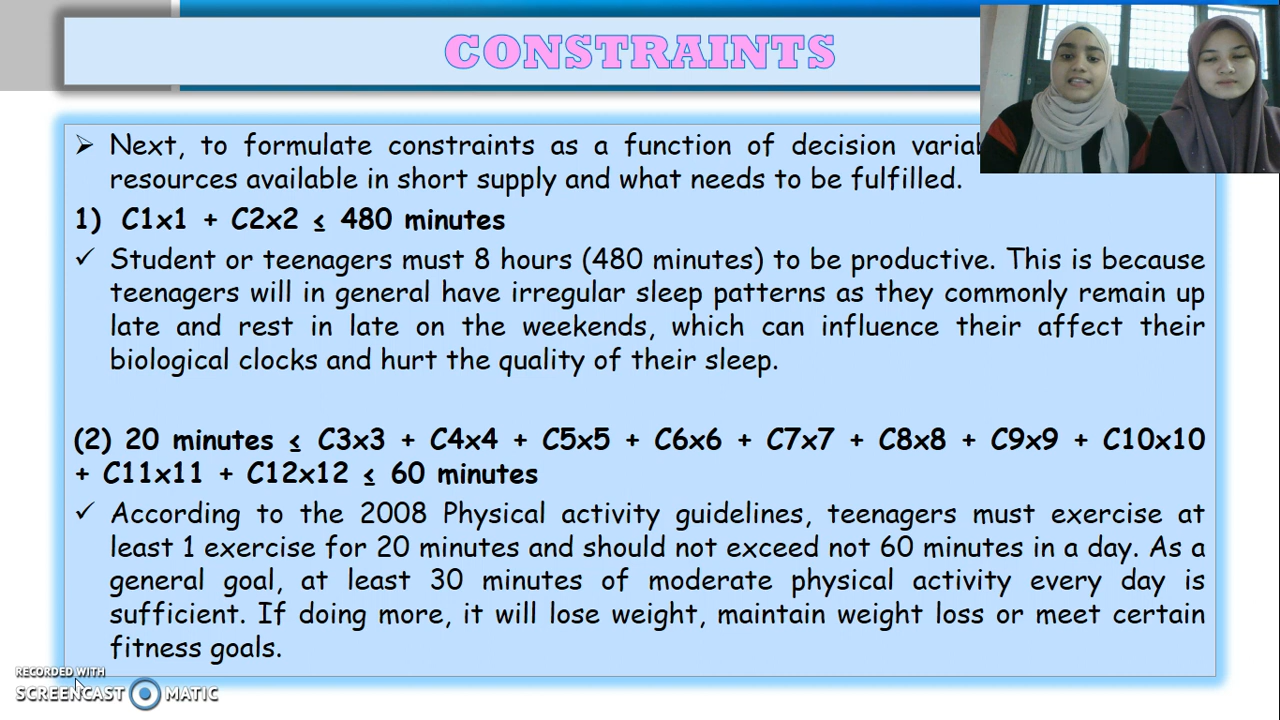 CONSTRAINTS
➢ Next, to formulate constraints as a function of decision
resources available in short supply and what needs to be fulfilled.
1) C1x1 + C2x2 ≤ 480 minutes
✓ Student or teenagers must 8 hours (480 minutes) to be productive. This is because
teenagers will in general have irregular sleep patterns as they commonly remain up
late and rest in late on the weekends, which can influence their affect their
biological clocks and hurt the quality of their sleep.
(2) 20 minutes ≤ C3x3 + C4x4 + C5x5 + C6x6 + C7x7 + C8x8 + C9x9 + C10x10
+ C11x11 + C12x12 ≤ 60 minutes
✓ According to the 2008 Physical activity guidelines, teenagers must exercise at
least 1 exercise for 20 minutes and should not exceed not 60 minutes in a day. As a
general goal, at least 30 minutes of moderate physical activity every day is
sufficient. If doing more, it will lose weight, maintain weight loss or meet certain
fitness goals.
RECORDED WITH
SCREENCAST MATIC